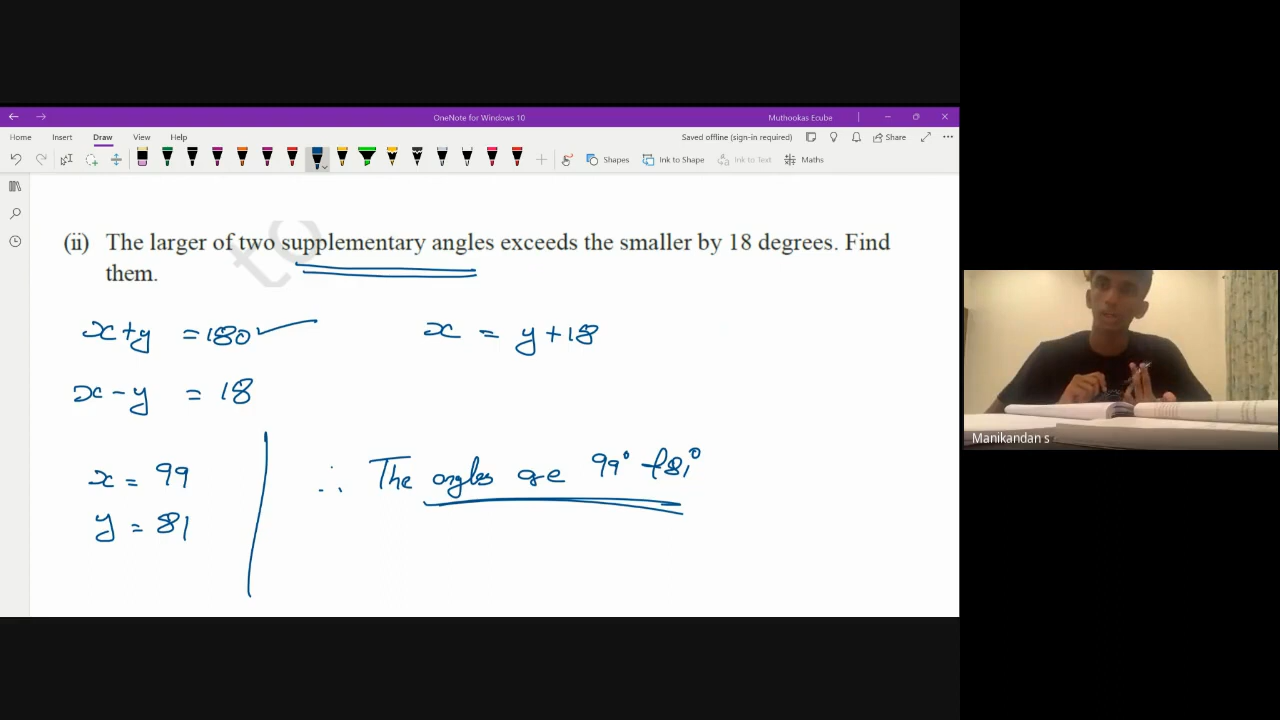 OneNote for Windows 10
Muthookas Ecube
Home Insert Draw View Help
Saved offline (sign-in required) Share
Shapes Ink to Shape Ink to Text Maths
to
(ii) The larger of two supplementary angles exceeds the smaller by 18 degrees. Find
them.
x+y = 180 x = y+18
x-y = 18
x = 99
y = 81
∴ The angles are 99° & 81°
Manikandan s